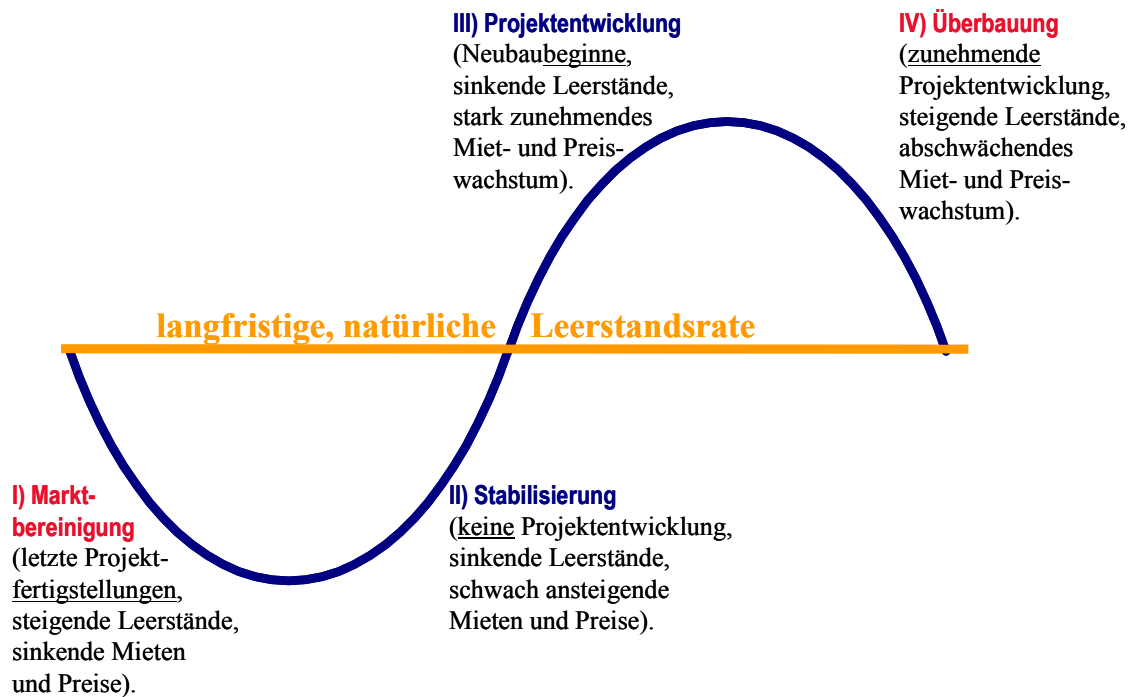 III) Projektentwicklung
(Neubaubeginne,
sinkende Leerstände,
stark zunehmendes
Miet- und Preis-
wachstum).
IV) Überbauung
(zunehmende
Projektentwicklung,
steigende Leerstände,
abschwächendes
Miet- und Preis-
wachstum).
langfristige, natürliche Leerstandsrate
I) Markt-
bereinigung
(letzte Projekt-
fertigstellungen,
steigende Leerstände,
sinkende Mieten
und Preise).
II) Stabilisierung
(keine Projektentwicklung,
sinkende Leerstände,
schwach ansteigende
Mieten und Preise).